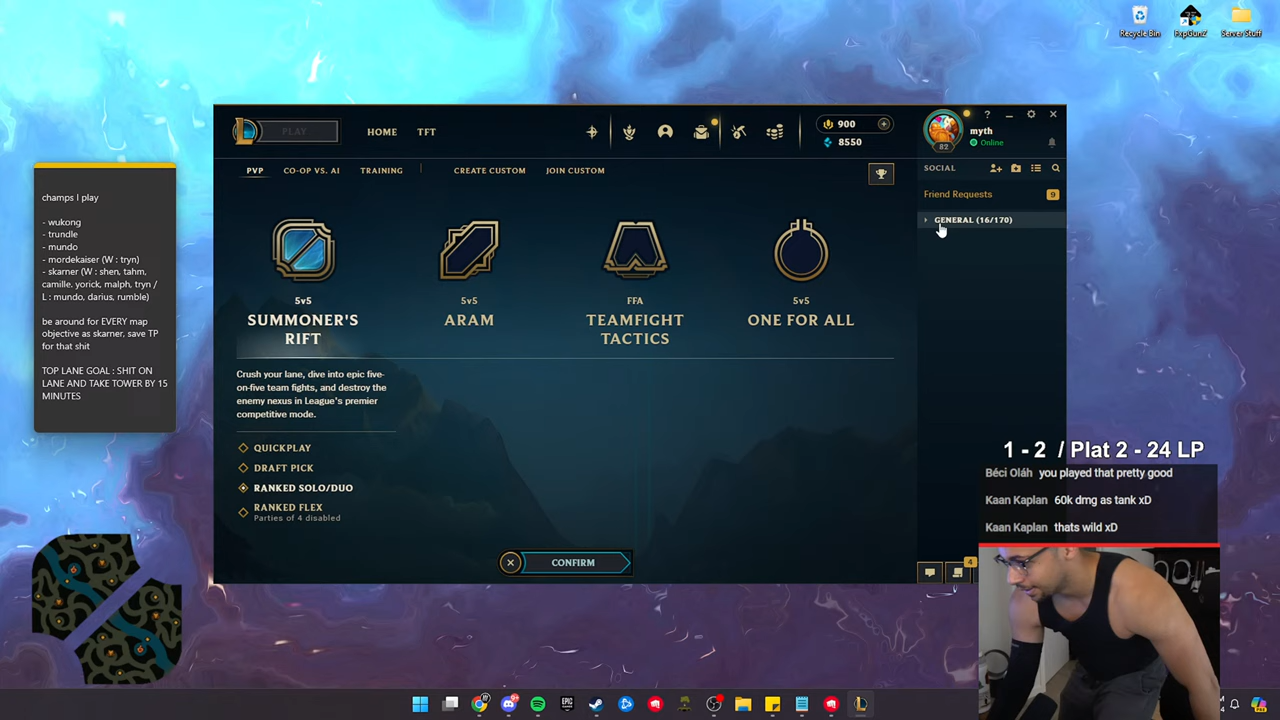 Recycle Bin
FxpGunZ
Server Stuff
PLAY
HOME
TFT
900
8550
82
myth
Online
PVP
CO-OP VS. AI
TRAINING
CREATE CUSTOM
JOIN CUSTOM
SOCIAL
Friend Requests
9
GENERAL (16/170)
champs I play
- wukong
- trundle
- mundo
- mordekaiser (W : tryn)
- skarner (W : shen, tahm,
camille. yorick, malph, tryn /
L : mundo, darius, rumble)
be around for EVERY map
objective as skarner, save TP
for that shit
TOP LANE GOAL : SHIT ON
LANE AND TAKE TOWER BY 15
MINUTES
5v5
SUMMONER'S
RIFT
5v5
ARAM
FFA
TEAMFIGHT
TACTICS
5v5
ONE FOR ALL
Crush your lane, dive into epic five-
on-five team fights, and destroy the
enemy nexus in League's premier
competitive mode.
QUICKPLAY
DRAFT PICK
RANKED SOLO/DUO
RANKED FLEX
Parties of 4 disabled
CONFIRM
4
1 - 2 / Plat 2 - 24 LP
Béci Oláh you played that pretty good
Kaan Kaplan 60k dmg as tank xD
Kaan Kaplan thats wild xD